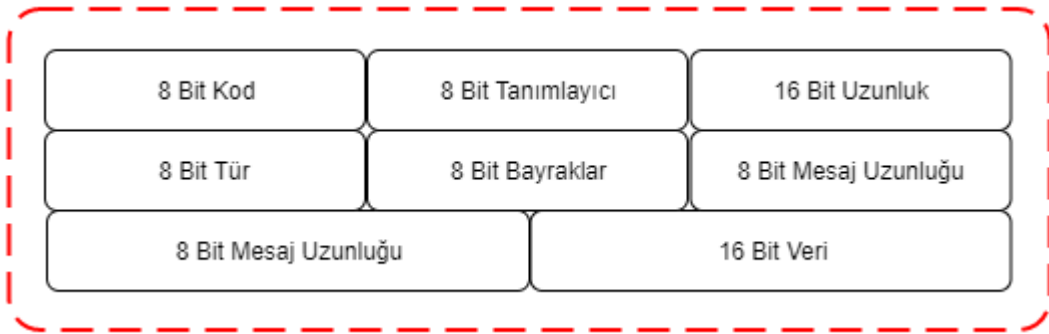 8 Bit Kod
8 Bit Tanımlayıcı
16 Bit Uzunluk
8 Bit Tür
8 Bit Bayraklar
8 Bit Mesaj Uzunluğu
8 Bit Mesaj Uzunluğu
16 Bit Veri